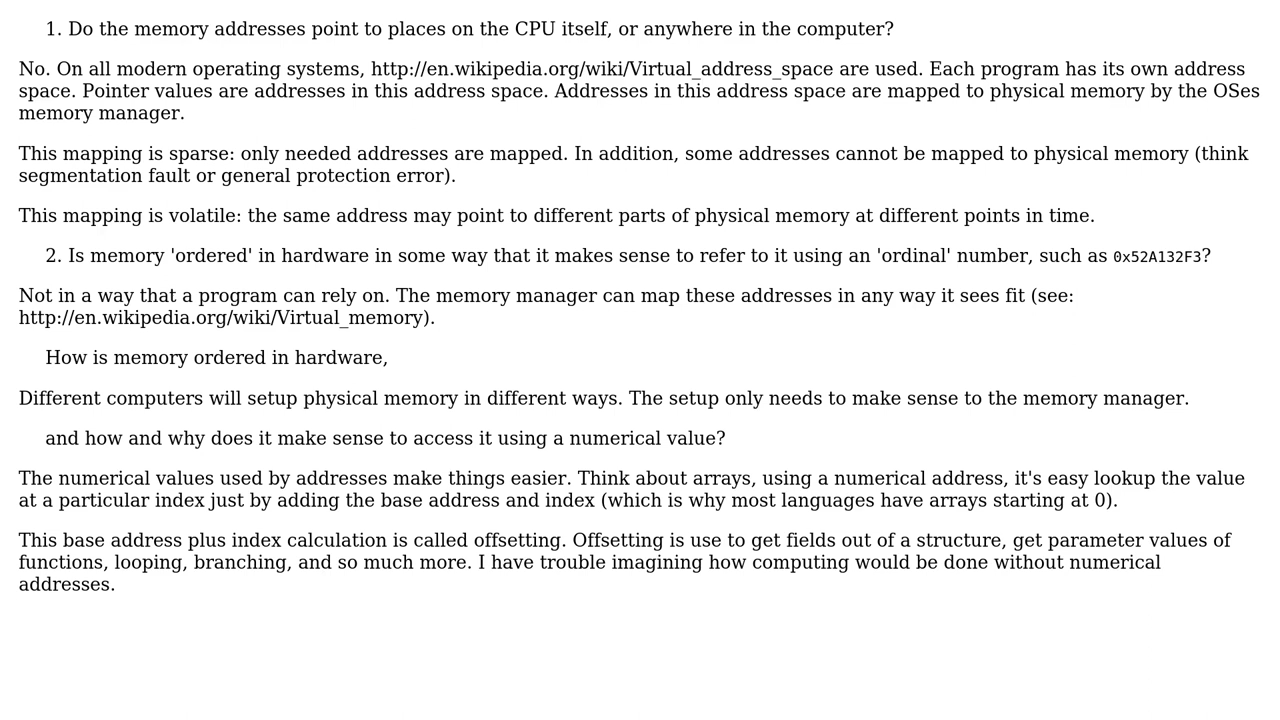 1. Do the memory addresses point to places on the CPU itself, or anywhere in the computer?
No. On all modern operating systems, http://en.wikipedia.org/wiki/Virtual_address_space are used. Each program has its own address
space. Pointer values are addresses in this address space. Addresses in this address space are mapped to physical memory by the OSes
memory manager.
This mapping is sparse: only needed addresses are mapped. In addition, some addresses cannot be mapped to physical memory (think
segmentation fault or general protection error).
This mapping is volatile: the same address may point to different parts of physical memory at different points in time.
2. Is memory 'ordered' in hardware in some way that it makes sense to refer to it using an 'ordinal' number, such as 0x52A132F3?
Not in a way that a program can rely on. The memory manager can map these addresses in any way it sees fit (see:
http://en.wikipedia.org/wiki/Virtual_memory).
How is memory ordered in hardware,
Different computers will setup physical memory in different ways. The setup only needs to make sense to the memory manager.
and how and why does it make sense to access it using a numerical value?
The numerical values used by addresses make things easier. Think about arrays, using a numerical address, it's easy lookup the value
at a particular index just by adding the base address and index (which is why most languages have arrays starting at 0).
This base address plus index calculation is called offsetting. Offsetting is use to get fields out of a structure, get parameter values of
functions, looping, branching, and so much more. I have trouble imagining how computing would be done without numerical
addresses.